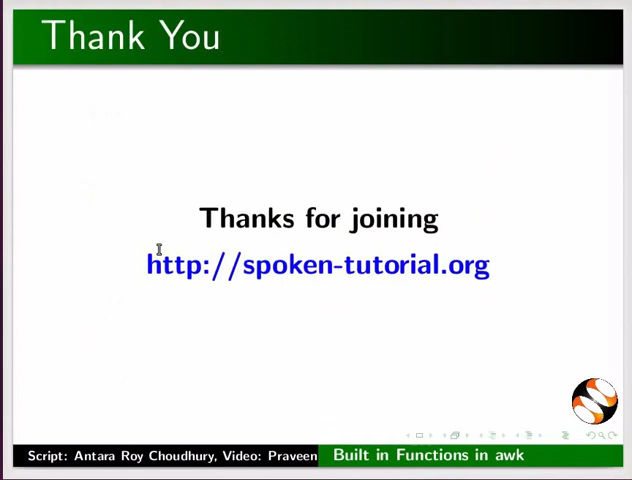 Thank You
Thanks for joining
http://spoken-tutorial.org
Script: Antara Roy Choudhury, Video: Praveen
Built in Functions in awk